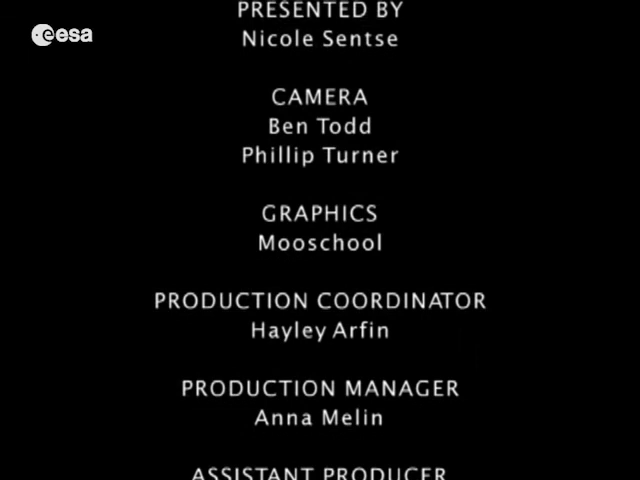 PRESENTED BY
esa
Nicole Sentse
CAMERA
Ben Todd
Phillip Turner
GRAPHICS
Mooschool
PRODUCTION COORDINATOR
Hayley Arfin
PRODUCTION MANAGER
Anna Melin
ASSISTANT PRODUCER